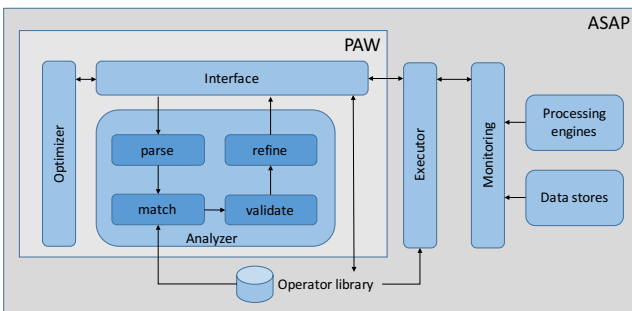 ASAP
PAW
Interface
Optimizer
parse
refine
match
validate
Analyzer
Executor
Monitoring
Processing
engines
Data stores
Operator library